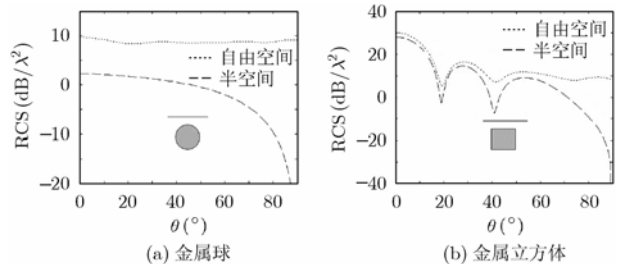 RCS (dB/λ²)
20
10
0
-10
-20
0 20 40 60 80
θ (°)
自由空间
半空间
(a) 金属球
RCS (dB/λ²)
40
20
0
-20
-40
0 20 40 60 80
θ (°)
自由空间
半空间
(b) 金属立方体